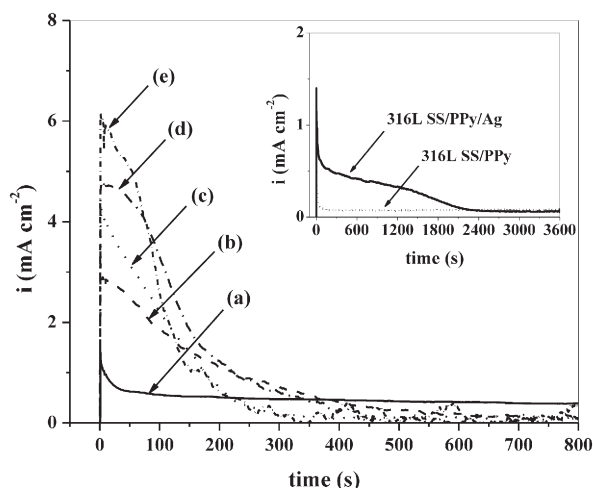 8
6
4
2
0
i (mA cm⁻²)
0 100 200 300 400 500 600 700 800
time (s)
(e)
(d)
(c)
(b)
(a)
2
1
0
i (mA cm⁻²)
316L SS/PPy/Ag
316L SS/PPy
0 600 1200 1800 2400 3000 3600
time (s)